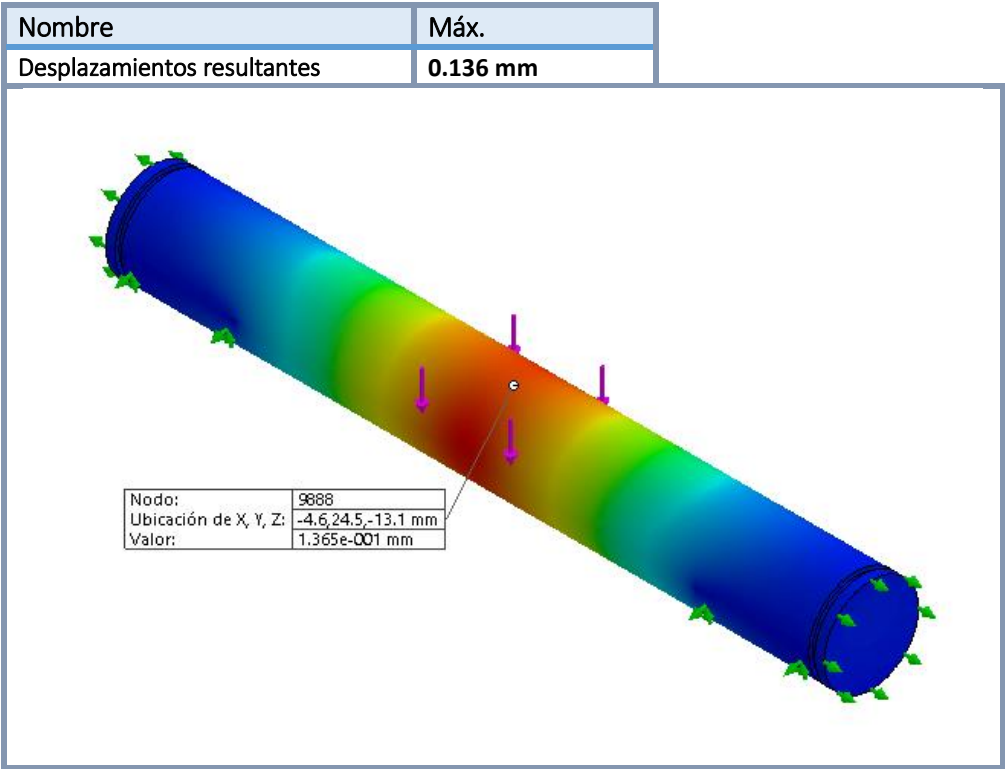 Nombre Máx.
Desplazamientos resultantes 0.136 mm
Nodo: 9888
Ubicación de X, Y, Z: -4.6,24.5,-13.1 mm
Valor: 1.365e-001 mm